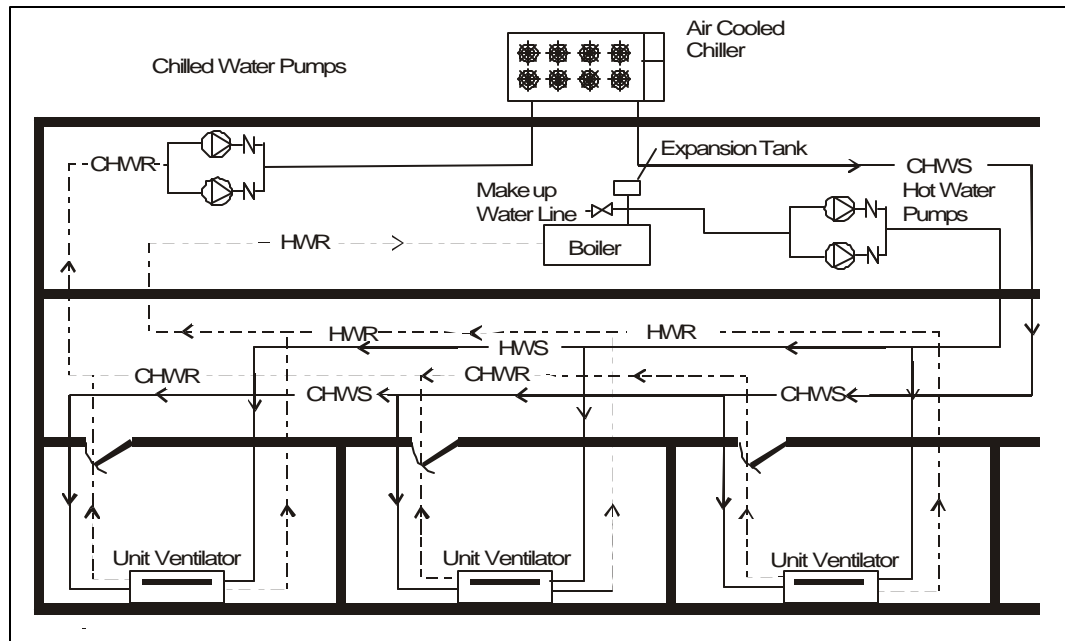 Air Cooled
Chiller
Chilled Water Pumps
Expansion Tank
CHWR
CHWS
Make up
Water Line
Hot Water
Pumps
HWR
Boiler
HWR
HWR
HWS
CHWR
CHWR
CHWS
CHWS
Unit Ventilator
Unit Ventilator
Unit Ventilator